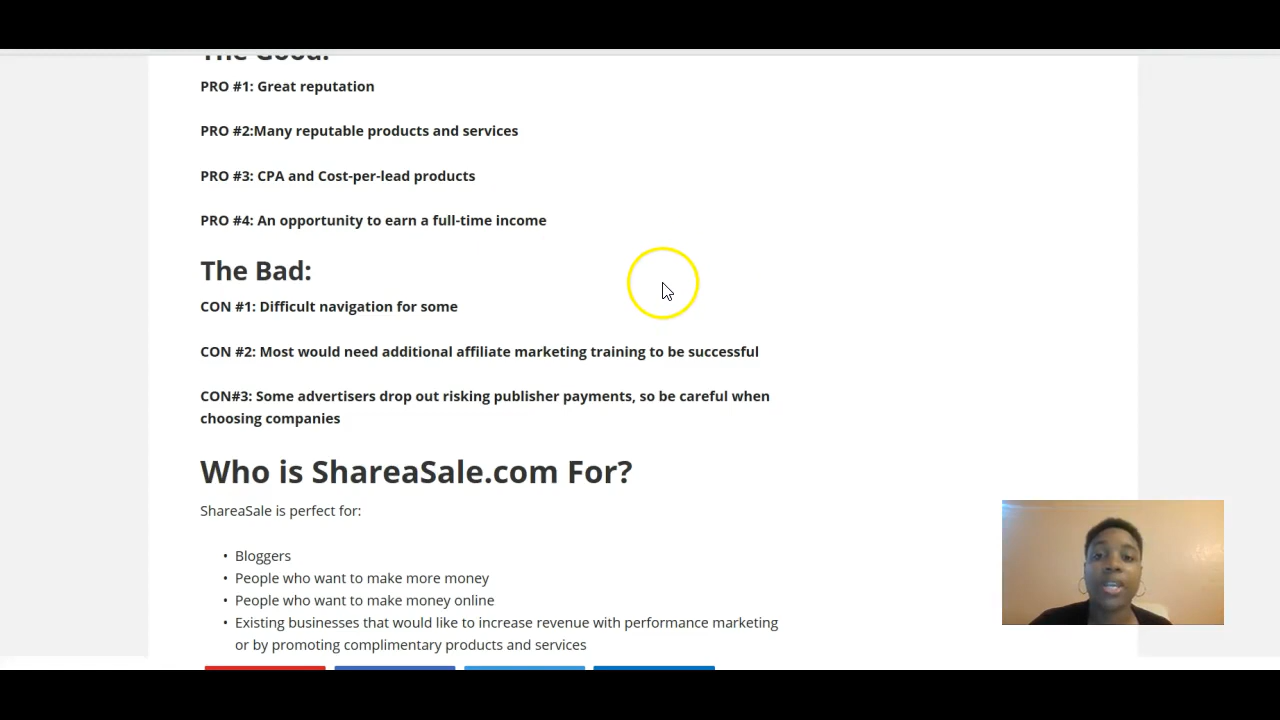 The Good:
PRO #1: Great reputation
PRO #2:Many reputable products and services
PRO #3: CPA and Cost-per-lead products
PRO #4: An opportunity to earn a full-time income
The Bad:
CON #1: Difficult navigation for some
CON #2: Most would need additional affiliate marketing training to be successful
CON#3: Some advertisers drop out risking publisher payments, so be careful when
choosing companies
Who is ShareaSale.com For?
ShareaSale is perfect for:
• Bloggers
• People who want to make more money
• People who want to make money online
• Existing businesses that would like to increase revenue with performance marketing
or by promoting complimentary products and services